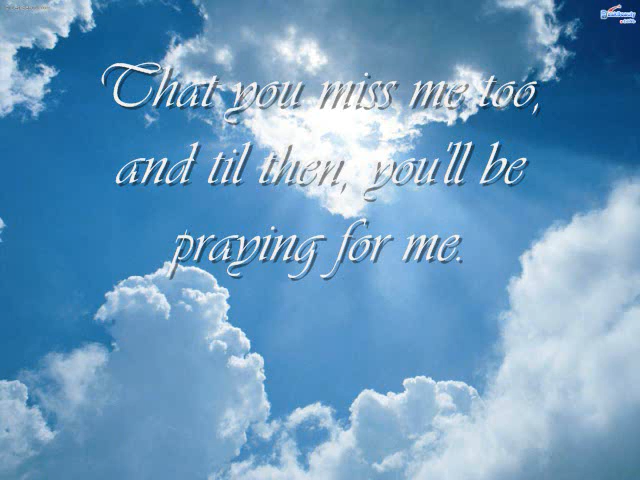 That you miss me too,
and til then, you'll be
praying for me.